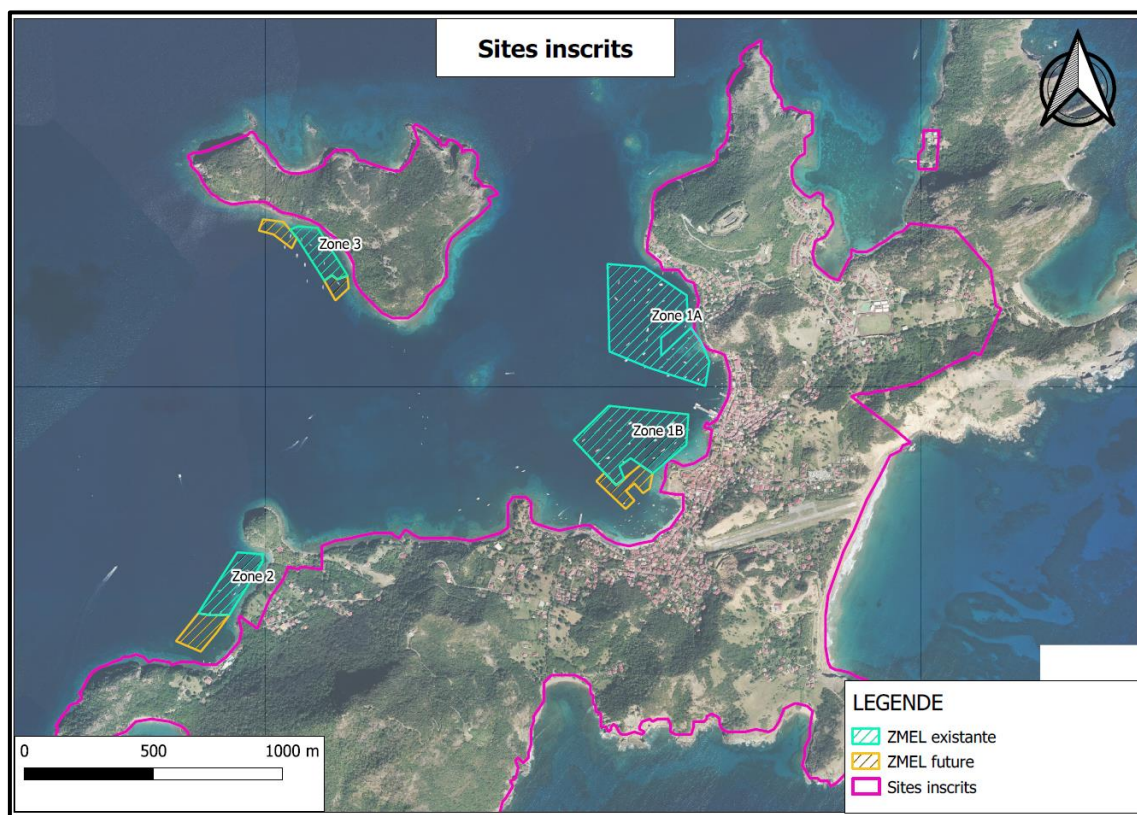 Sites inscrits
Zone 3
Zone 1A
Zone 1B
Zone 2
LEGENDE
ZMEL existante
ZMEL future
Sites inscrits
0 500 1000 m